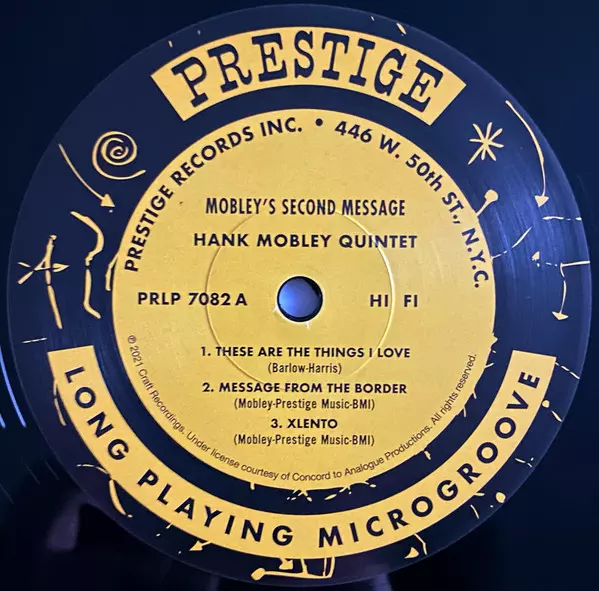 PRESTIGE
PRESTIGE RECORDS INC. • 446 W. 50th ST., N.Y.C.
MOBLEY'S SECOND MESSAGE
HANK MOBLEY QUINTET
PRLP 7082 A HI FI
1. THESE ARE THE THINGS I LOVE
(Barlow-Harris)
2. MESSAGE FROM THE BORDER
(Mobley-Prestige Music-BMI)
3. XLENTO
(Mobley-Prestige Music-BMI)
℗ 2021 Craft Recordings. Under license courtesy of Concord to Analogue Productions. All rights reserved.
LONG PLAYING MICROGROOVE